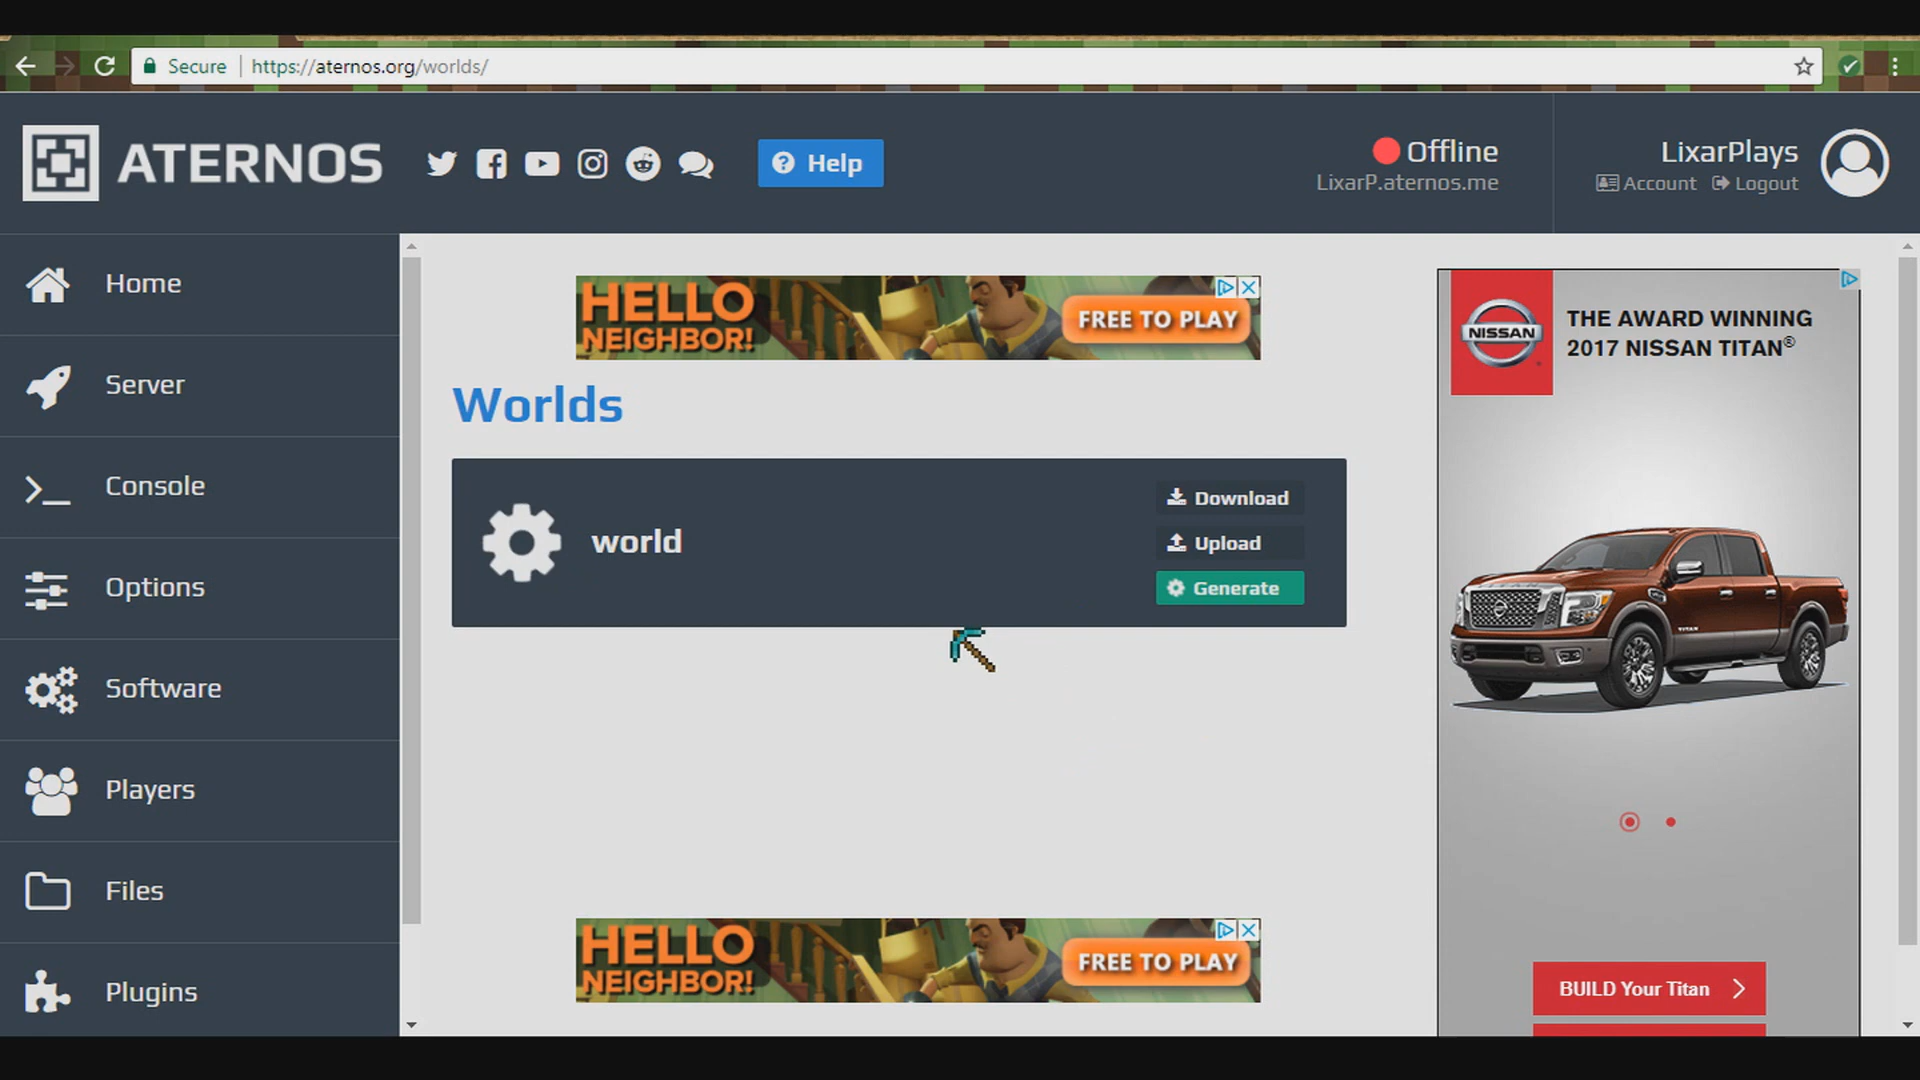 Secure https://aternos.org/worlds/
ATERNOS
Help
Offline
LixarP.aternos.me
LixarPlays
Account Logout
Home
Server
Console
Options
Software
Players
Files
Plugins
HELLO
NEIGHBOR!
FREE TO PLAY
Worlds
world
Download
Upload
Generate
HELLO
NEIGHBOR!
FREE TO PLAY
NISSAN
THE AWARD WINNING
2017 NISSAN TITAN®
TITAN
BUILD Your Titan